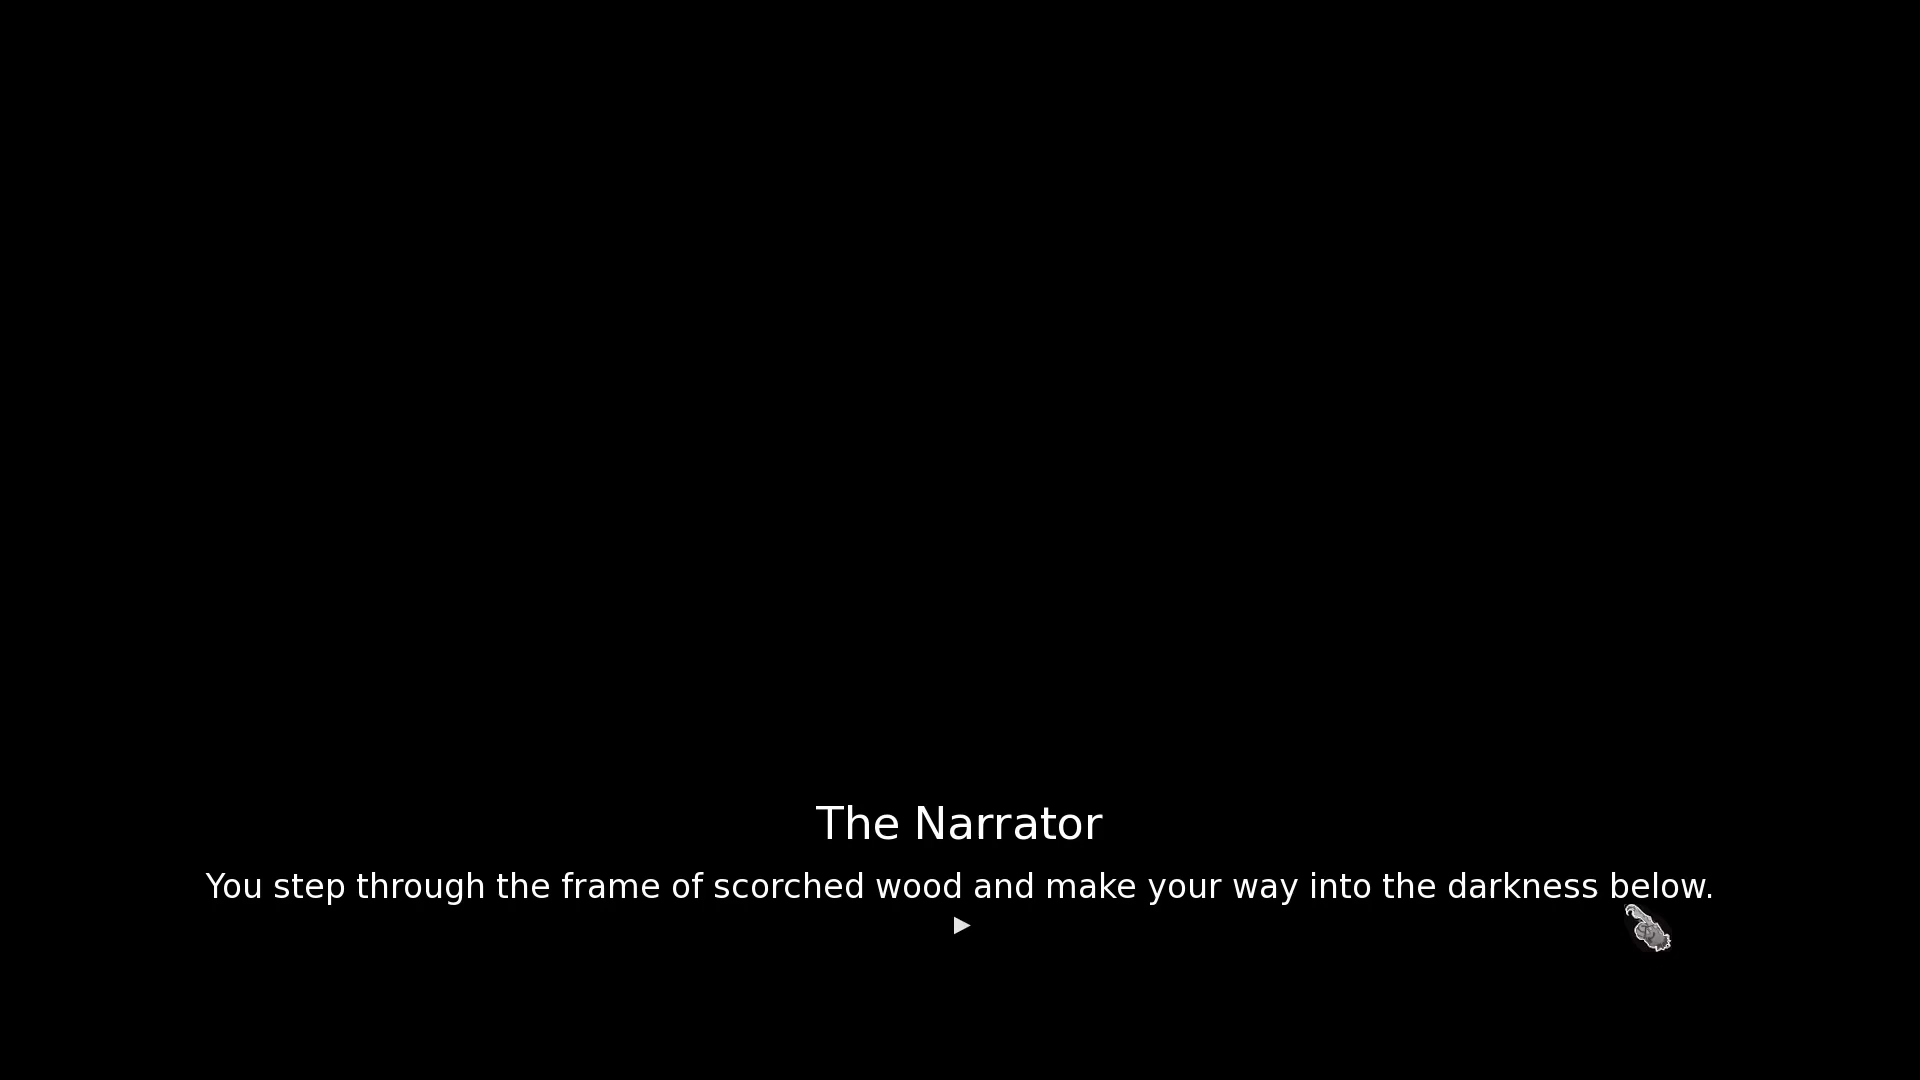 The Narrator
You step through the frame of scorched wood and make your way into the darkness below.